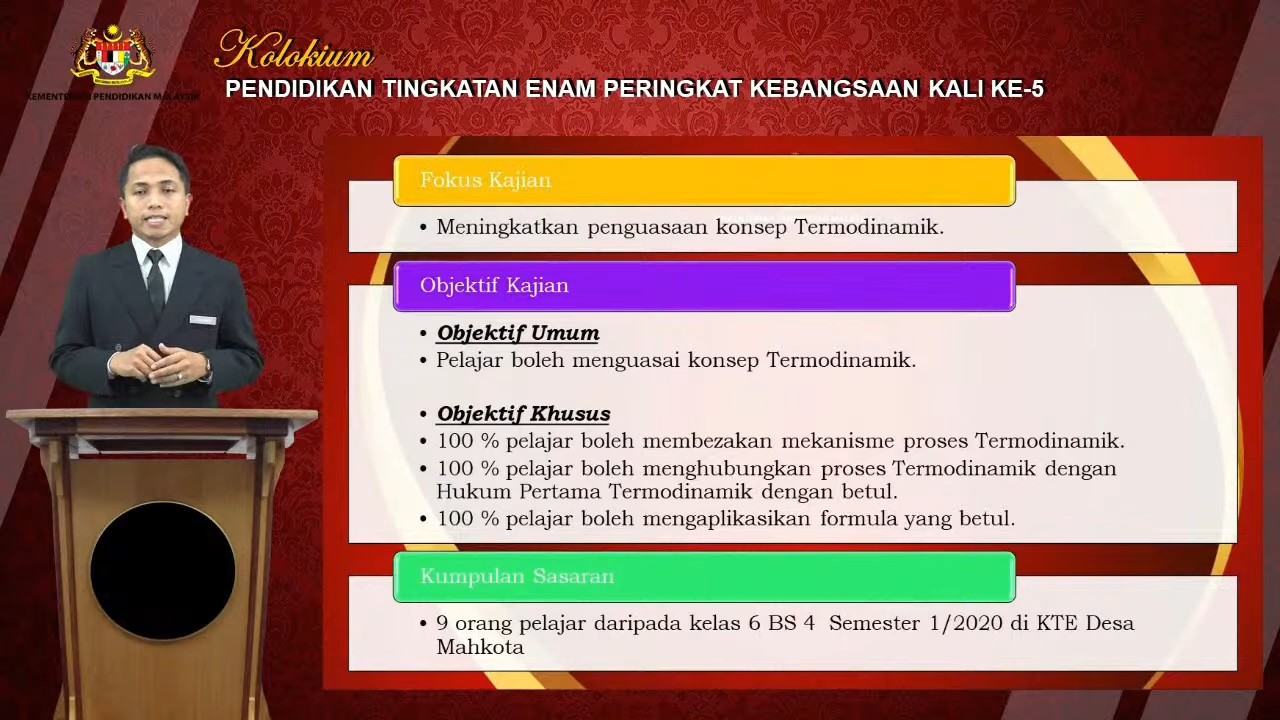 KEMENTERIAN PENDIDIKAN MALAYSIA
Kolokium
PENDIDIKAN TINGKATAN ENAM PERINGKAT KEBANGSAAN KALI KE-5
Fokus Kajian
• Meningkatkan penguasaan konsep Termodinamik.
Objektif Kajian
• Objektif Umum
• Pelajar boleh menguasai konsep Termodinamik.
• Objektif Khusus
• 100 % pelajar boleh membezakan mekanisme proses Termodinamik.
• 100 % pelajar boleh menghubungkan proses Termodinamik dengan
Hukum Pertama Termodinamik dengan betul.
• 100 % pelajar boleh mengaplikasikan formula yang betul.
Kumpulan Sasaran
• 9 orang pelajar daripada kelas 6 BS 4 Semester 1/2020 di KTE Desa
Mahkota